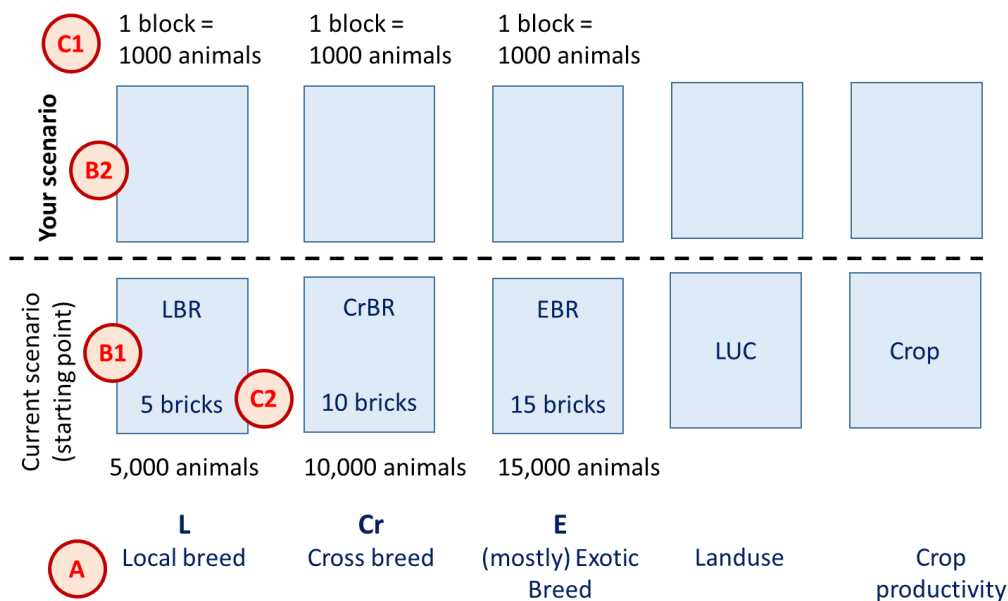 C1
1 block =
1000 animals
1 block =
1000 animals
1 block =
1000 animals
Your scenario
B2
Current scenario
(starting point)
B1
LBR
5 bricks
C2
CrBR
10 bricks
EBR
15 bricks
LUC
Crop
5,000 animals
10,000 animals
15,000 animals
A
L
Local breed
Cr
Cross breed
E
(mostly) Exotic
Breed
Landuse
Crop
productivity